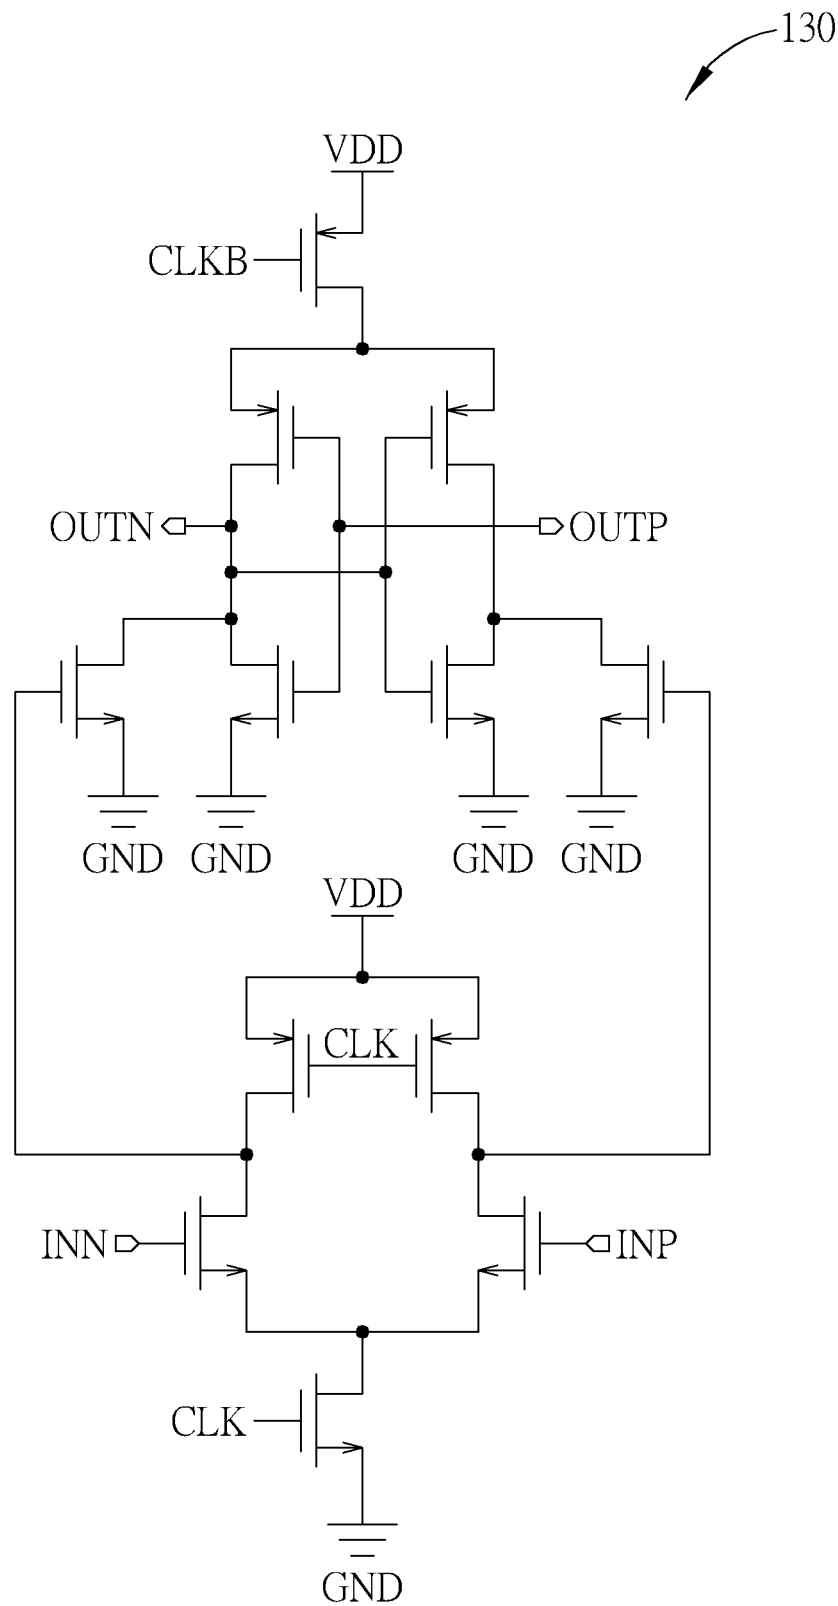 130
VDD
CLKB
OUTN
OUTP
GND GND GND GND
VDD
CLK
INN
INP
CLK
GND